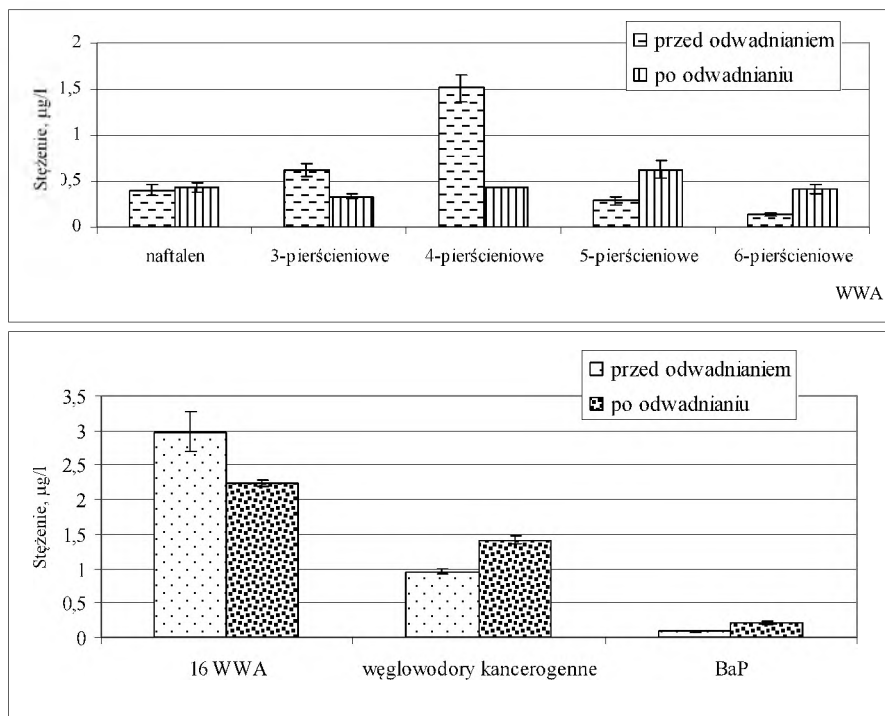 2
1,5
1
0,5
0
Stężenie, µg/l
przed odwadnianiem
po odwadnianiu
naftalen 3-pierścieniowe 4-pierścieniowe 5-pierścieniowe 6-pierścieniowe
WWA
3,5
3
2,5
2
1,5
1
0,5
0
Stężenie, µg/l
przed odwadnianiem
po odwadnianiu
16 WWA węglowodory kancerogenne BaP